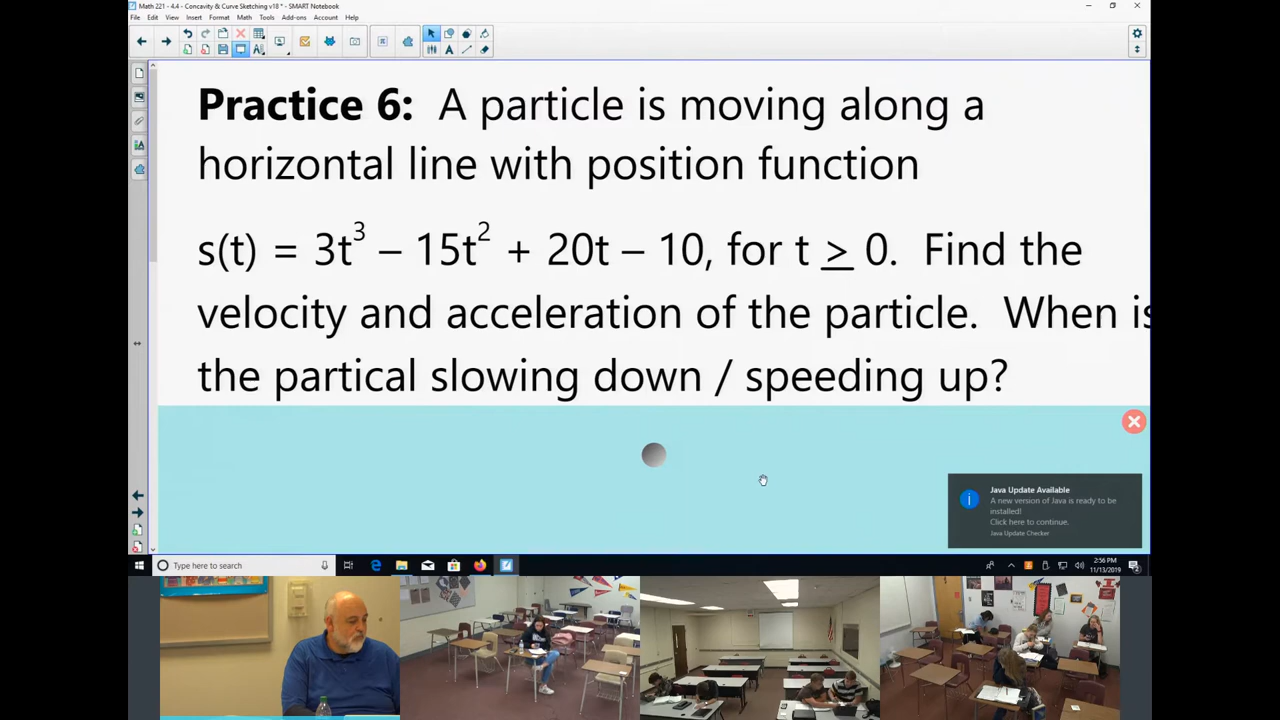 Math 221 - 4.4 - Concavity & Curve Sketching v18 * - SMART Notebook
File Edit View Insert Format Math Tools Add-ons Account Help
Practice 6: A particle is moving along a
horizontal line with position function
s(t) = 3t³ – 15t² + 20t – 10, for t ≥ 0. Find the
velocity and acceleration of the particle. When is
the partical slowing down / speeding up?
Java Update Available
A new version of Java is ready to be
installed!
Click here to continue.
Java Update Checker
Type here to search
2:56 PM
11/13/2019